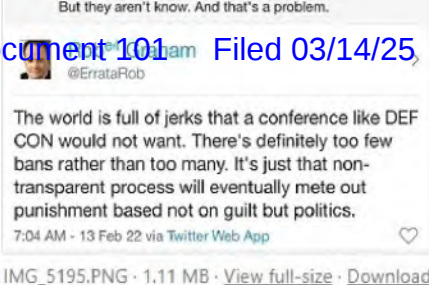 But they aren't know. And that's a problem.
cument 101 Filed 03/14/25
Graham
@ErrataRob
The world is full of jerks that a conference like DEF
CON would not want. There's definitely too few
bans rather than too many. It's just that non-
transparent process will eventually mete out
punishment based not on guilt but politics.
7:04 AM - 13 Feb 22 via Twitter Web App
IMG_5195.PNG · 1.11 MB · View full-size · Download